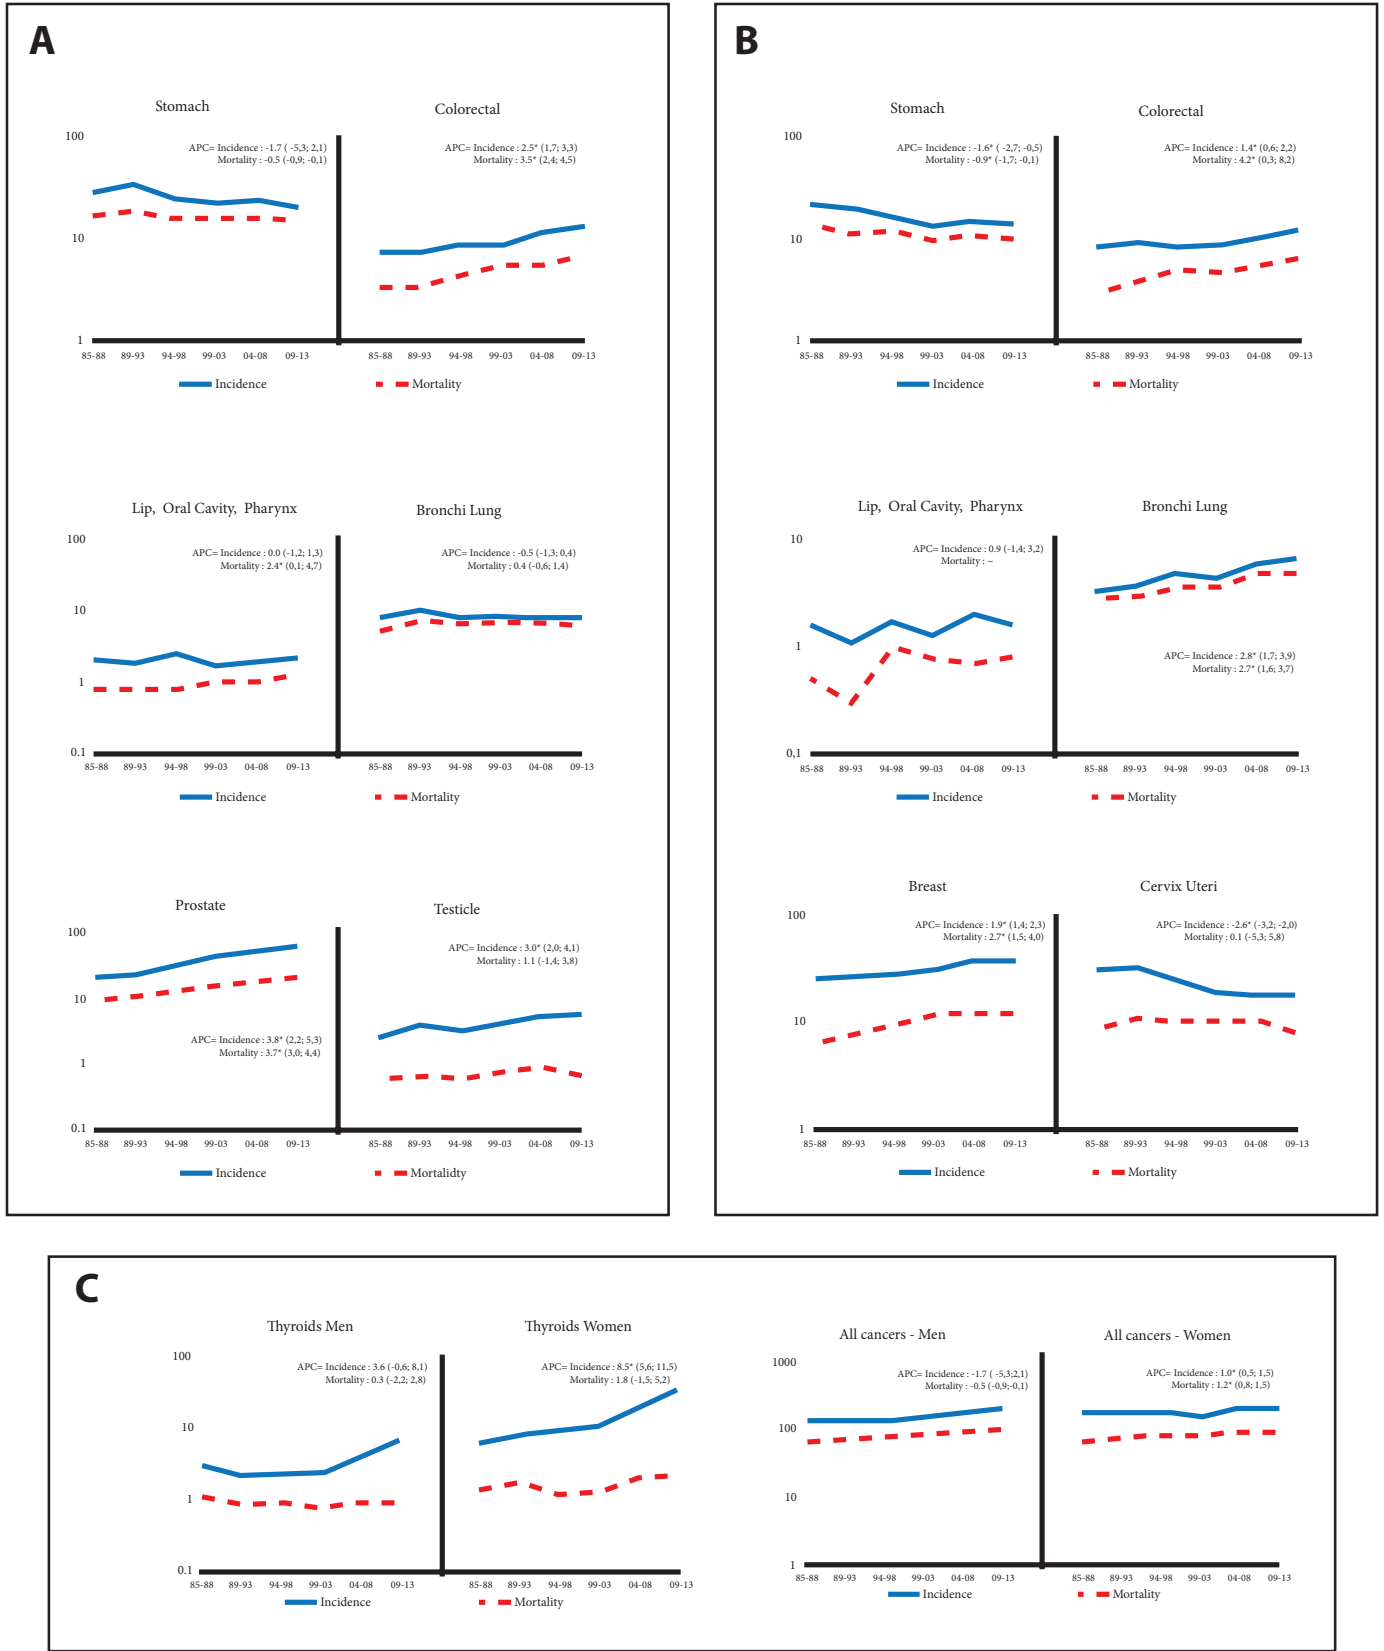 A
Stomach
Colorectal
100
10
1
APC= Incidence : -1.7 ( -5,3; 2,1)
Mortality : -0.5 (-0,9; -0,1)
APC= Incidence : 2.5* (1,7; 3,3)
Mortality : 3.5* (2,4; 4,5)
85-88 89-93 94-98 99-03 04-08 09-13
85-88 89-93 94-98 99-03 04-08 09-13
Incidence Mortality
Lip, Oral Cavity, Pharynx
Bronchi Lung
100
10
1
0.1
APC= Incidence : 0.0 (-1,2; 1,3)
Mortality : 2.4* (0,1; 4,7)
APC= Incidence : -0.5 (-1,3; 0,4)
Mortality : 0.4 (-0,6; 1,4)
85-88 89-93 94-98 99-03 04-08 09-13
85-88 89-93 94-98 99-03 04-08 09-13
Incidence Mortality
Prostate
Testicle
100
10
1
0.1
APC= Incidence : 3.8* (2,2; 5,3)
Mortality : 3.7* (3,0; 4,4)
APC= Incidence : 3.0* (2,0; 4,1)
Mortality : 1.1 (-1,4; 3,8)
85-88 89-93 94-98 99-03 04-08 09-13
85-88 89-93 94-98 99-03 04-08 09-13
Incidence Mortalidty
B
Stomach
Colorectal
100
10
1
APC= Incidence : -1.6* ( -2,7; -0,5)
Mortality : -0.9* (-1,7; -0,1)
APC= Incidence : 1.4* (0,6; 2,2)
Mortality : 4.2* (0,3; 8,2)
85-88 89-93 94-98 99-03 04-08 09-13
85-88 89-93 94-98 99-03 04-08 09-13
Incidence Mortality
Lip, Oral Cavity, Pharynx
Bronchi Lung
10
1
0,1
APC= Incidence : 0.9 (-1,4; 3,2)
Mortality : –
APC= Incidence : 2.8* (1,7; 3,9)
Mortality : 2.7* (1,6; 3,7)
85-88 89-93 94-98 99-03 04-08 09-13
85-88 89-93 94-98 99-03 04-08 09-13
Incidence Mortality
Breast
Cervix Uteri
100
10
1
APC= Incidence : 1.9* (1,4; 2,3)
Mortality : 2.7* (1,5; 4,0)
APC= Incidence : -2.6* (-3,2; -2,0)
Mortality : 0.1 (-5,3; 5,8)
85-88 89-93 94-98 99-03 04-08 09-13
85-88 89-93 94-98 99-03 04-08 09-13
Incidence Mortality
C
Thyroids Men
Thyroids Women
100
10
1
0.1
APC= Incidence : 3.6 (-0,6; 8,1)
Mortality : 0.3 (-2,2; 2,8)
APC= Incidence : 8.5* (5,6; 11,5)
Mortality : 1.8 (-1,5; 5,2)
85-88 89-93 94-98 99-03 04-08 09-13
85-88 89-93 94-98 99-03 04-08 09-13
Incidence Mortality
All cancers - Men
All cancers - Women
1000
100
10
1
APC= Incidence : -1.7 ( -5,3;2,1)
Mortality : -0.5 (-0,9;-0,1)
APC= Incidence : 1.0* (0,5; 1,5)
Mortality : 1.2* (0,8; 1,5)
85-88 89-93 94-98 99-03 04-08 09-13
85-88 89-93 94-98 99-03 04-08 09-13
Incidence Mortality